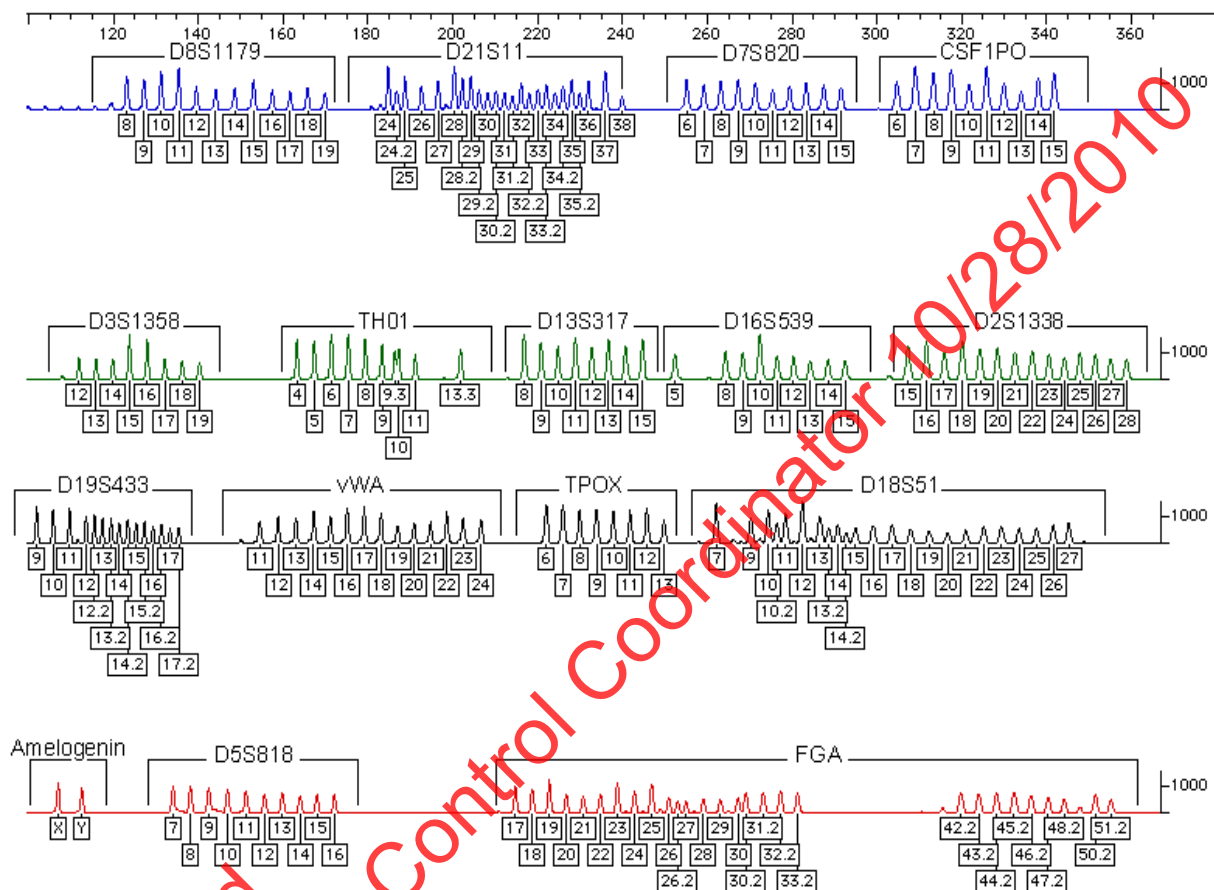 120 140 160 180 200 220 240 260 280 300 320 340 360
D8S1179 D21S11 D7S820 CSF1PO
1000
8 10 12 14 16 18 24 26 28 30 32 34 36 38 6 8 10 12 14 6 8 10 12 14
9 11 13 15 17 19 24.2 27 29 31 33 35 37 7 9 11 13 15 7 9 11 13 15
25 28.2 31.2 34.2
29.2 32.2 35.2
30.2 33.2
D3S1358 TH01 D13S317 D16S539 D2S1338
1000
12 14 16 18 4 6 8 9.3 13.3 8 10 12 14 5 8 10 12 14 15 17 19 21 23 25 27
13 15 17 19 5 7 9 11 9 11 13 15 9 11 13 15 16 18 20 22 24 26 28
10
D19S433 vWA TPOX D18S51
1000
9 11 13 15 17 11 13 15 17 19 21 23 6 8 10 12 7 9 11 13 15 17 19 21 23 25 27
10 12 14 16 12 14 16 18 20 22 24 7 9 11 13 10 12 14 16 18 20 22 24 26
12.2 15.2 10.2 13.2
13.2 16.2 14.2
14.2 17.2
Amelogenin D5S818 FGA
1000
X Y 7 9 11 13 15 17 19 21 23 25 27 29 31.2 42.2 45.2 48.2 51.2
8 10 12 14 16 18 20 22 24 26 28 30 32.2 43.2 46.2 50.2
26.2 30.2 33.2 44.2 47.2
Control Coordinator 10/28/2010